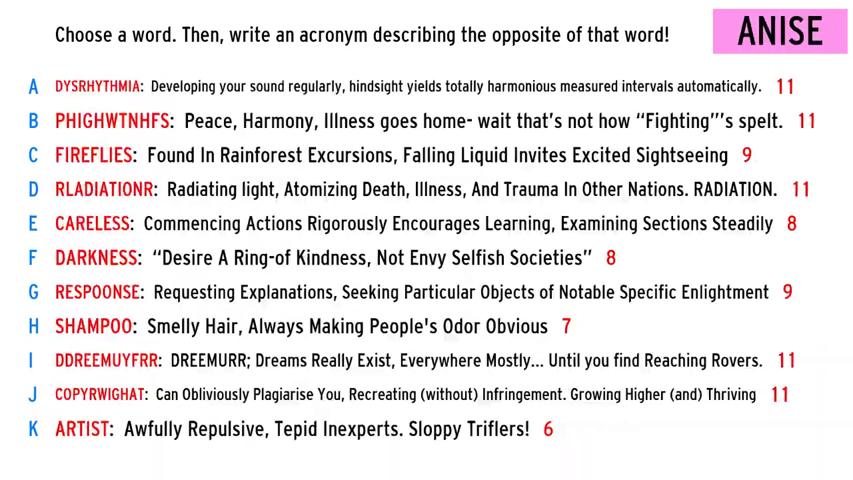 Choose a word. Then, write an acronym describing the opposite of that word!
ANISE
A DYSRHYTHMIA: Developing your sound regularly, hindsight yields totally harmonious measured intervals automatically. 11
B PHIGHWTNHFS: Peace, Harmony, Illness goes home- wait that's not how "Fighting"'s spelt. 11
C FIREFLIES: Found In Rainforest Excursions, Falling Liquid Invites Excited Sightseeing 9
D RLADIATIONR: Radiating light, Atomizing Death, Illness, And Trauma In Other Nations. RADIATION. 11
E CARELESS: Commencing Actions Rigorously Encourages Learning, Examining Sections Steadily 8
F DARKNESS: "Desire A Ring-of Kindness, Not Envy Selfish Societies" 8
G RESPOONSE: Requesting Explanations, Seeking Particular Objects of Notable Specific Enlightment 9
H SHAMPOO: Smelly Hair, Always Making People's Odor Obvious 7
I DDREEMUYFRR: DREEMURR; Dreams Really Exist, Everywhere Mostly... Until you find Reaching Rovers. 11
J COPYRWIGHAT: Can Obliviously Plagiarise You, Recreating (without) Infringement. Growing Higher (and) Thriving 11
K ARTIST: Awfully Repulsive, Tepid Inexperts. Sloppy Triflers! 6